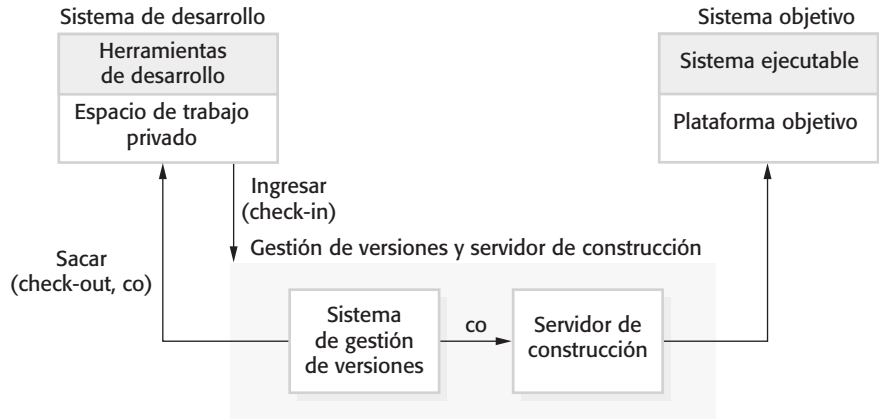 Sistema de desarrollo
Herramientas
de desarrollo
Espacio de trabajo
privado
Sistema objetivo
Sistema ejecutable
Plataforma objetivo
Ingresar
(check-in)
Sacar
(check-out, co)
Gestión de versiones y servidor de construcción
Sistema
de gestión
de versiones
co
Servidor de
construcción